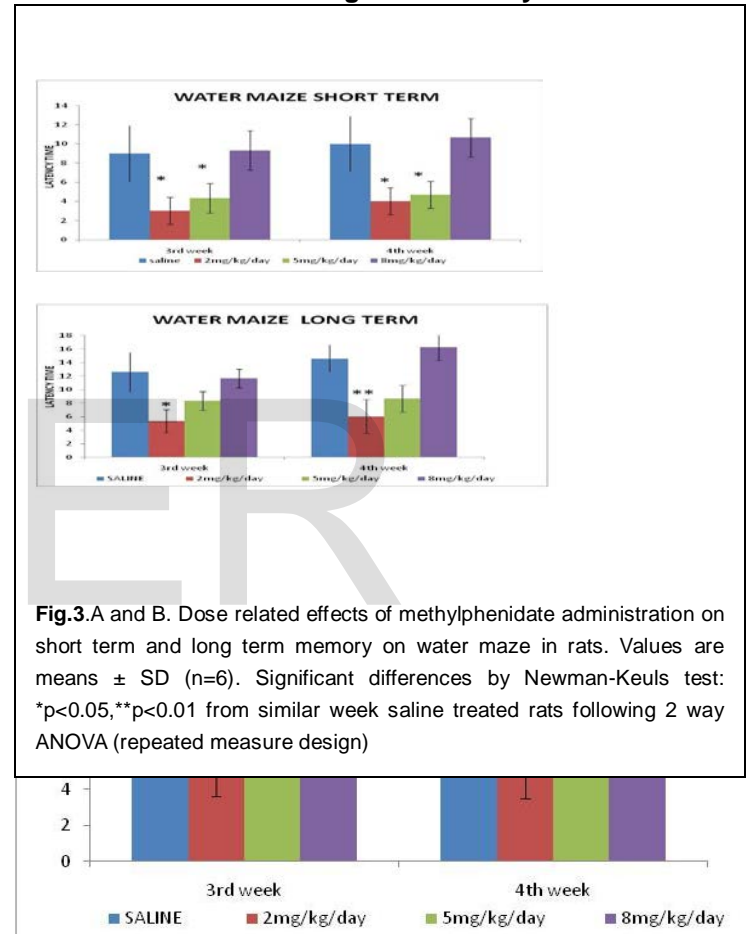 WATER MAIZE SHORT TERM
14
12
10
8
6
4
2
0
LATENCY TIME
* * * *
3rd week 4th week
saline 2mg/kg/day 5mg/kg/day 8mg/kg/day
WATER MAIZE LONG TERM
18
16
14
12
10
8
6
4
2
0
LATENCY TIME
* **
3rd week 4th week
SALINE 2mg/kg/day 5mg/kg/day 8mg/kg/day
ER
Fig.3.A and B. Dose related effects of methylphenidate administration on
short term and long term memory on water maze in rats. Values are
means ± SD (n=6). Significant differences by Newman-Keuls test:
*p<0.05,**p<0.01 from similar week saline treated rats following 2 way
ANOVA (repeated measure design)
4
2
0
3rd week 4th week
SALINE 2mg/kg/day 5mg/kg/day 8mg/kg/day